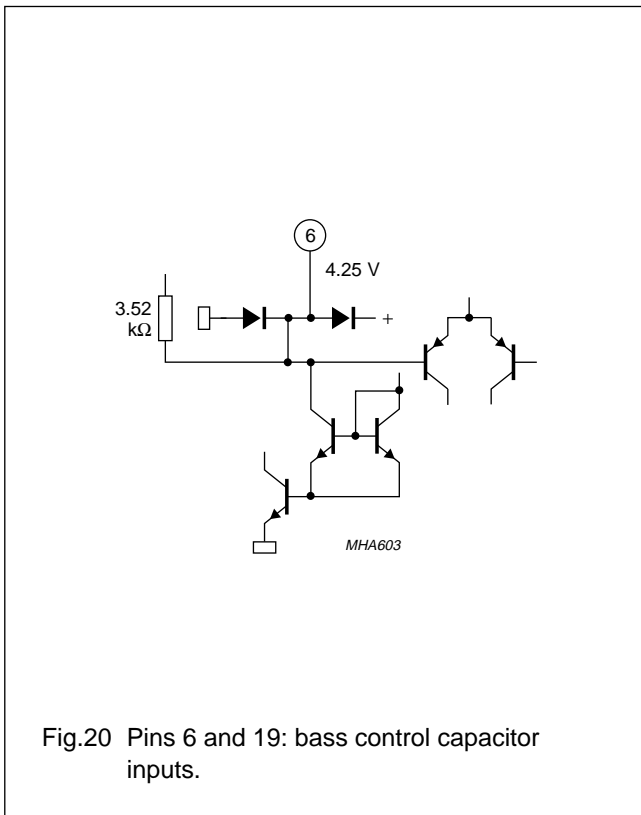 6
4.25 V
3.52
kΩ
+
MHA603
Fig.20 Pins 6 and 19: bass control capacitor
inputs.